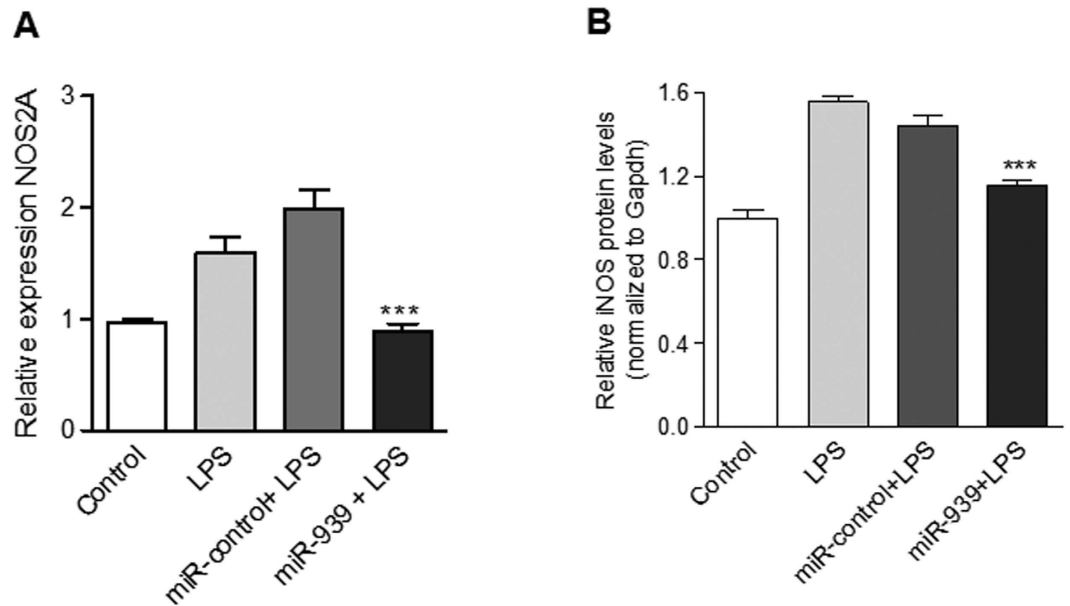 A
Relative expression NOS2A
3
2
1
0
***
Control
LPS
miR-control+ LPS
miR-939 + LPS
B
Relative iNOS protein levels
(normalized to Gapdh)
1.6
1.2
0.8
0.4
0.0
***
Control
LPS
miR-control+LPS
miR-939+LPS